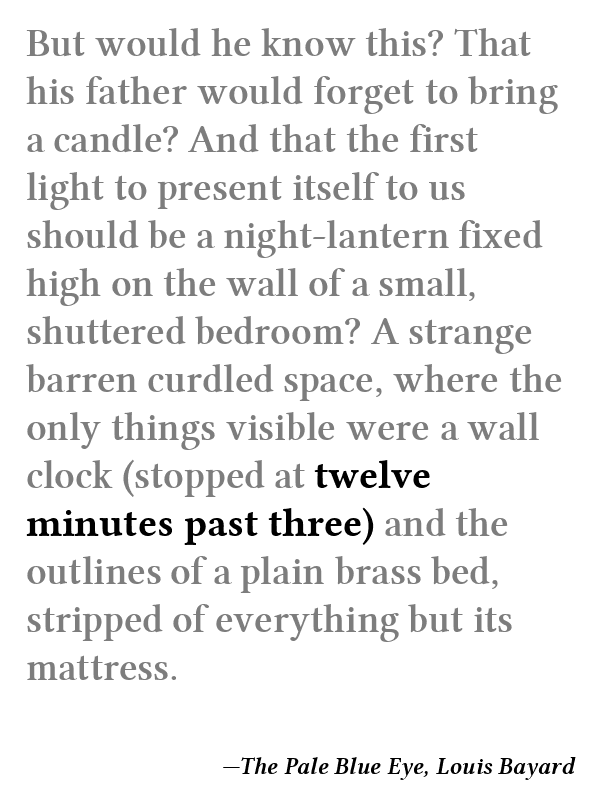 But would he know this? That
his father would forget to bring
a candle? And that the first
light to present itself to us
should be a night-lantern fixed
high on the wall of a small,
shuttered bedroom? A strange
barren curdled space, where the
only things visible were a wall
clock (stopped at twelve
minutes past three) and the
outlines of a plain brass bed,
stripped of everything but its
mattress.
—The Pale Blue Eye, Louis Bayard